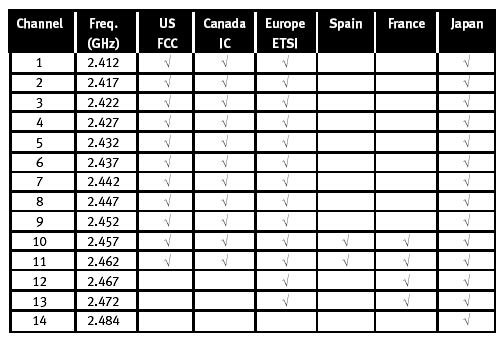 Channel Freq. (GHz) US FCC Canada IC Europe ETSI Spain France Japan
1 2.412 √ √ √ √
2 2.417 √ √ √ √
3 2.422 √ √ √ √
4 2.427 √ √ √ √
5 2.432 √ √ √ √
6 2.437 √ √ √ √
7 2.442 √ √ √ √
8 2.447 √ √ √ √
9 2.452 √ √ √ √
10 2.457 √ √ √ √ √ √
11 2.462 √ √ √ √ √ √
12 2.467 √ √ √
13 2.472 √ √ √
14 2.484 √